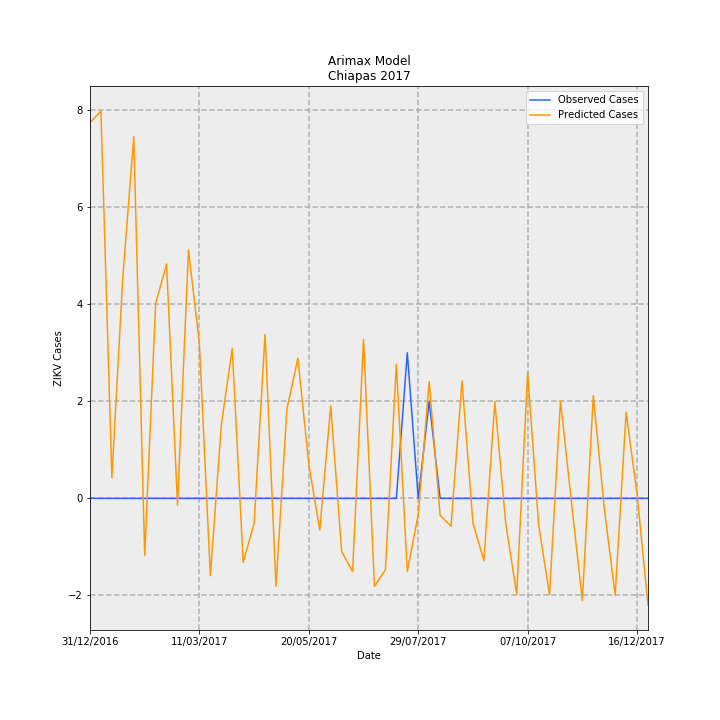 Arimax Model
Chiapas 2017
Observed Cases
Predicted Cases
ZIKV Cases
8
6
4
2
0
−2
31/12/2016
11/03/2017
20/05/2017
29/07/2017
07/10/2017
16/12/2017
Date